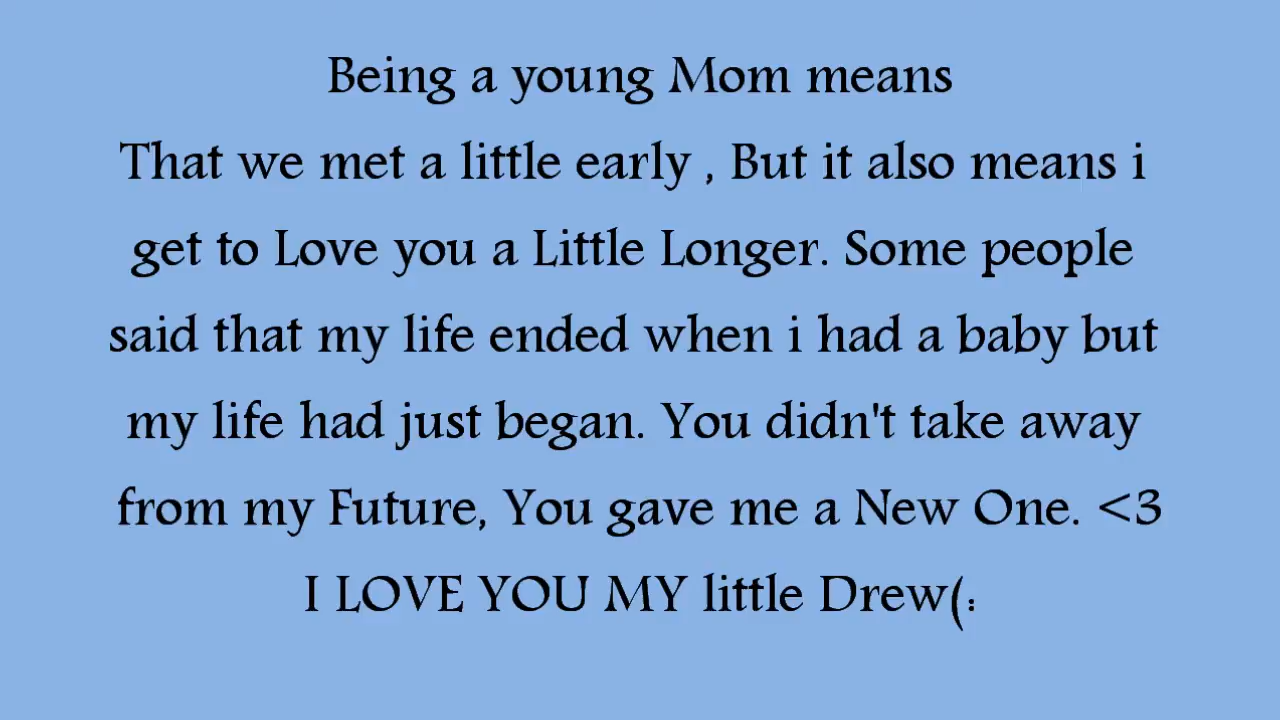 Being a young Mom means
That we met a little early , But it also means i
get to Love you a Little Longer. Some people
said that my life ended when i had a baby but
my life had just began. You didn't take away
from my Future, You gave me a New One. <3
I LOVE YOU MY little Drew(: